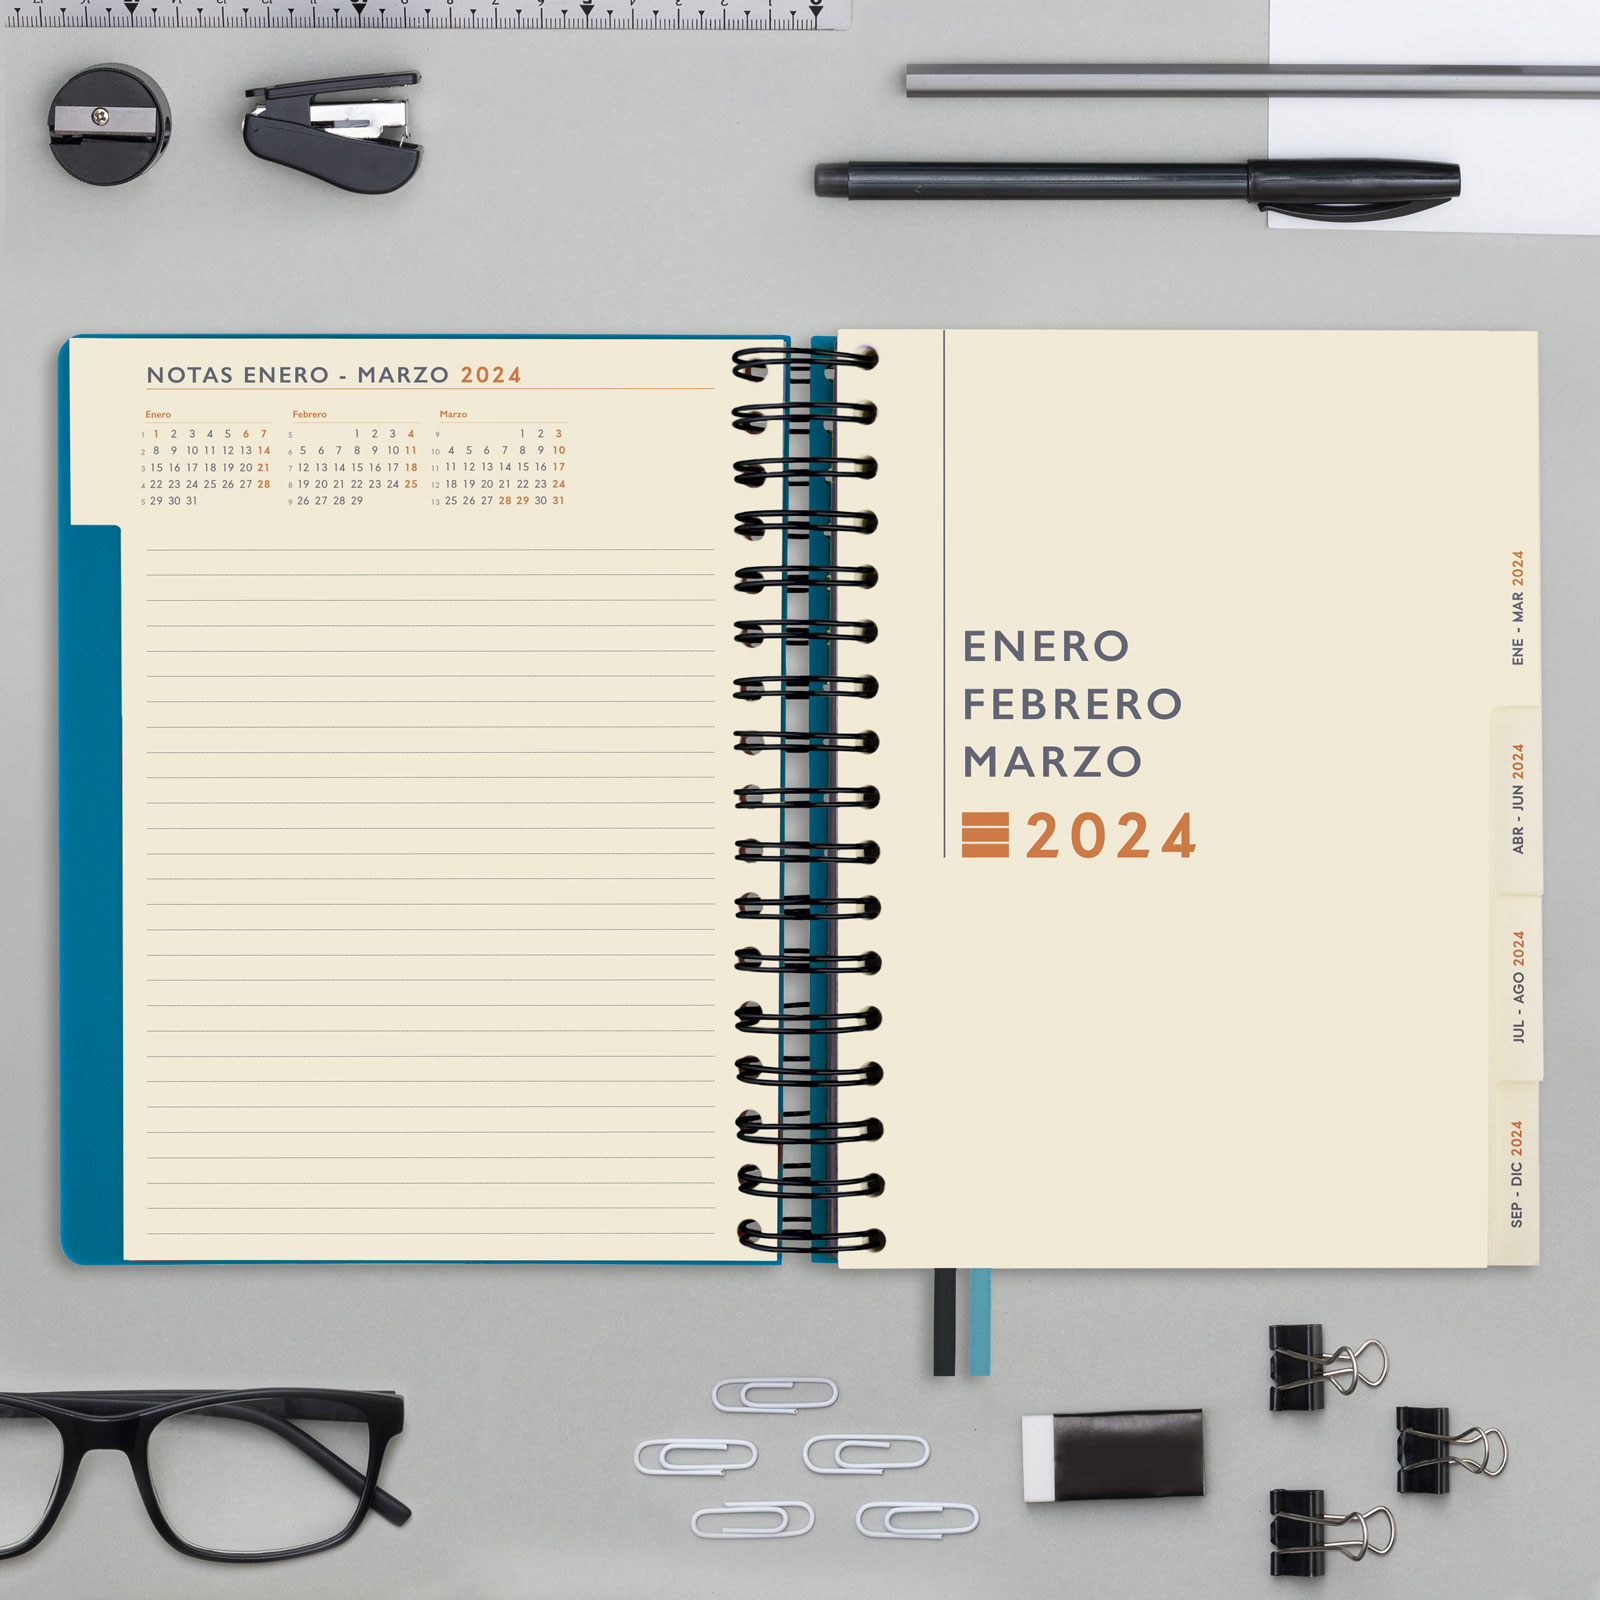 NOTAS ENERO - MARZO 2024
Enero Febrero Marzo
1 1 2 3 4 5 6 7 5 1 2 3 4 9 1 2 3
2 8 9 10 11 12 13 14 6 5 6 7 8 9 10 11 10 4 5 6 7 8 9 10
3 15 16 17 18 19 20 21 7 12 13 14 15 16 17 18 11 11 12 13 14 15 16 17
4 22 23 24 25 26 27 28 8 19 20 21 22 23 24 25 12 18 19 20 21 22 23 24
5 29 30 31 9 26 27 28 29 13 25 26 27 28 29 30 31
ENERO
FEBRERO
MARZO
2024
ENE - MAR 2024
ABR - JUN 2024
JUL - AGO 2024
SEP - DIC 2024